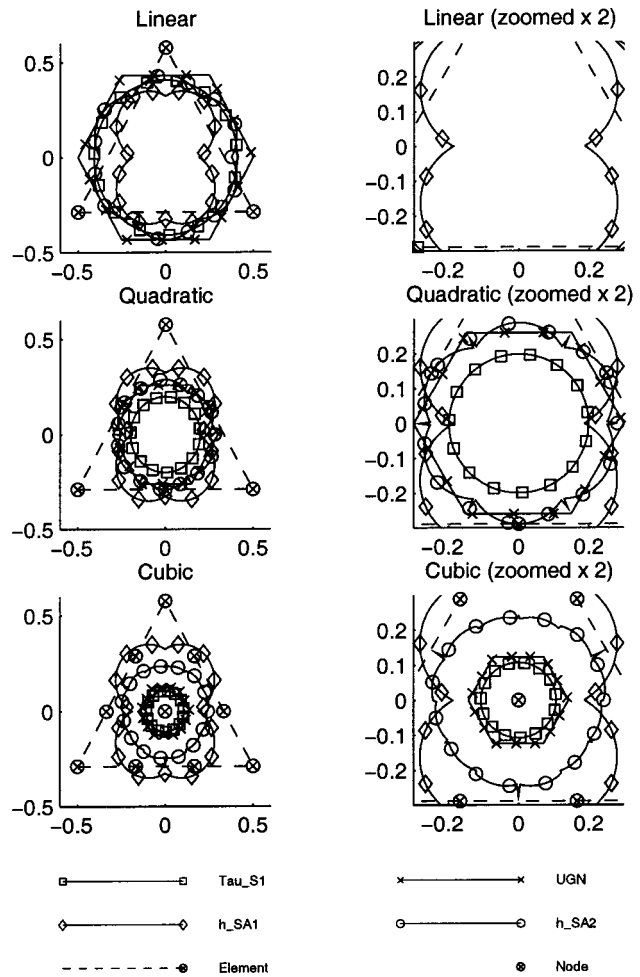 Linear
0.5
0
−0.5
−0.5 0 0.5
Linear (zoomed x 2)
0.2
0.1
0
−0.1
−0.2
−0.2 0 0.2
Quadratic
0.5
0
−0.5
−0.5 0 0.5
Quadratic (zoomed x 2)
0.2
0.1
0
−0.1
−0.2
−0.2 0 0.2
Cubic
0.5
0
−0.5
−0.5 0 0.5
Cubic (zoomed x 2)
0.2
0.1
0
−0.1
−0.2
−0.2 0 0.2
Tau_S1
UGN
h_SA1
h_SA2
Element
Node